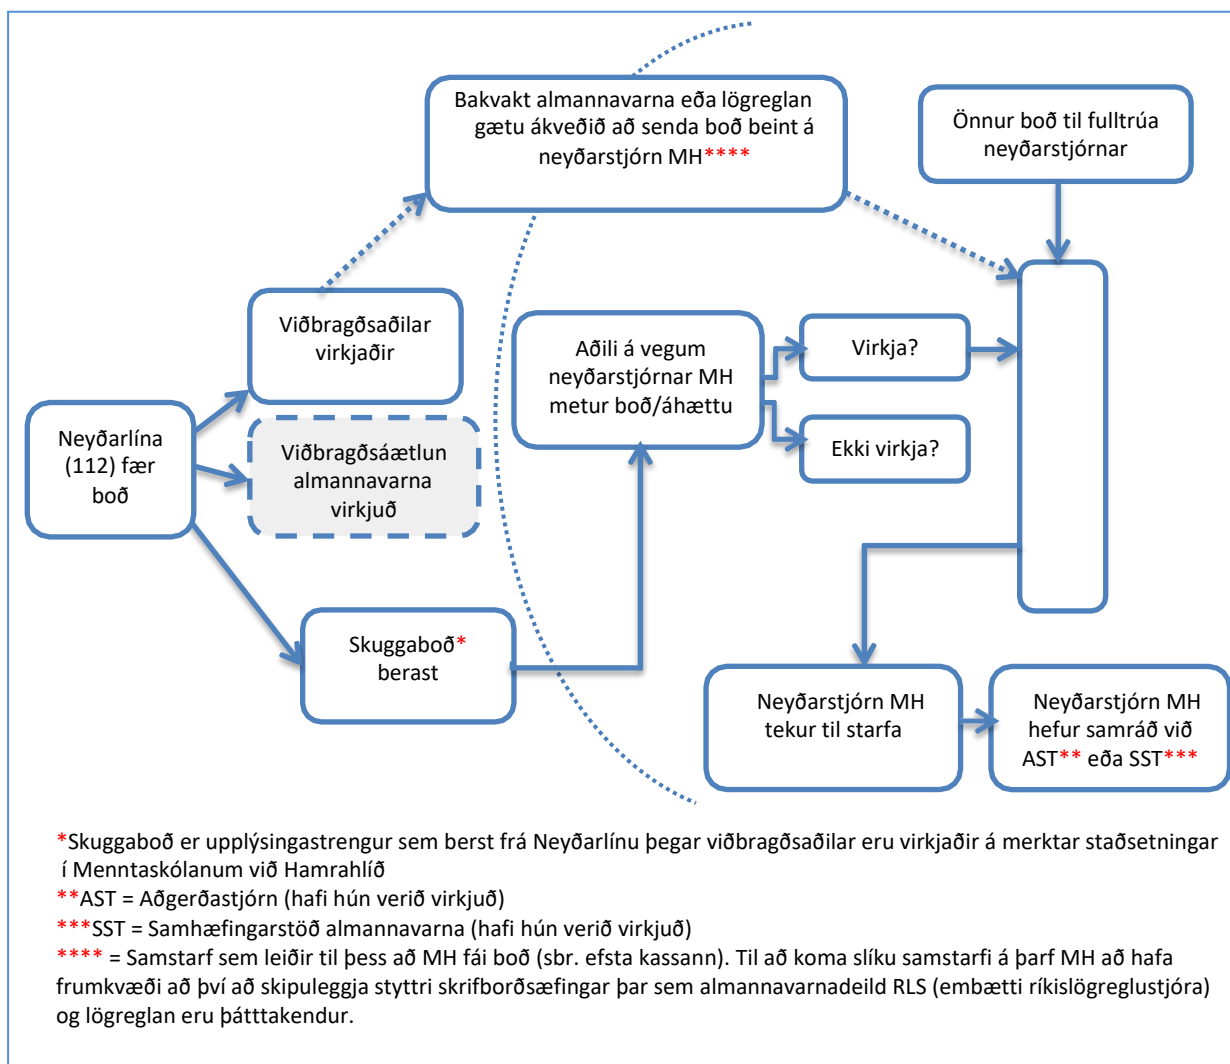 Bakvakt almannavarna eða lögreglan
gætu ákveðið að senda boð beint á
neyðarstjórn MH****
Önnur boð til fulltrúa
neyðarstjórnar
Viðbragðsaðilar
virkjaðir
Aðili á vegum
neyðarstjórnar MH
metur boð/áhættu
Virkja?
Ekki virkja?
Neyðarlína
(112) fær
boð
Viðbragðsáætlun
almannavarna
virkjuð
Skuggaboð*
berast
Neyðarstjórn MH
tekur til starfa
Neyðarstjórn MH
hefur samráð við
AST** eða SST***
*Skuggaboð er upplýsingastrengur sem berst frá Neyðarlínu þegar viðbragðsaðilar eru virkjaðir á merktar staðsetningar
í Menntaskólanum við Hamrahlíð
**AST = Aðgerðastjórn (hafi hún verið virkjuð)
***SST = Samhæfingarstöð almannavarna (hafi hún verið virkjuð)
**** = Samstarf sem leiðir til þess að MH fái boð (sbr. efsta kassann). Til að koma slíku samstarfi á þarf MH að hafa
frumkvæði að því að skipuleggja styttri skrifborðsæfingar þar sem almannavarnadeild RLS (embætti ríkislögreglustjóra)
og lögreglan eru þátttakendur.